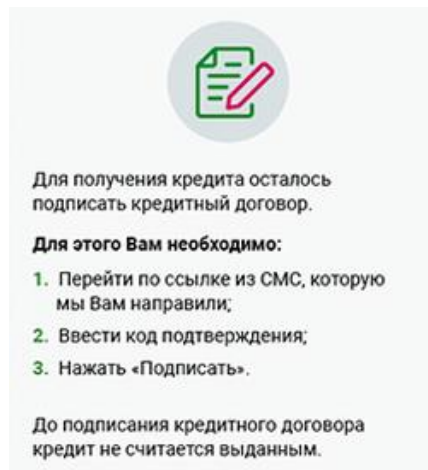 Для получения кредита осталось
подписать кредитный договор.
Для этого Вам необходимо:
1. Перейти по ссылке из СМС, которую
мы Вам направили;
2. Ввести код подтверждения;
3. Нажать «Подписать».
До подписания кредитного договора
кредит не считается выданным.